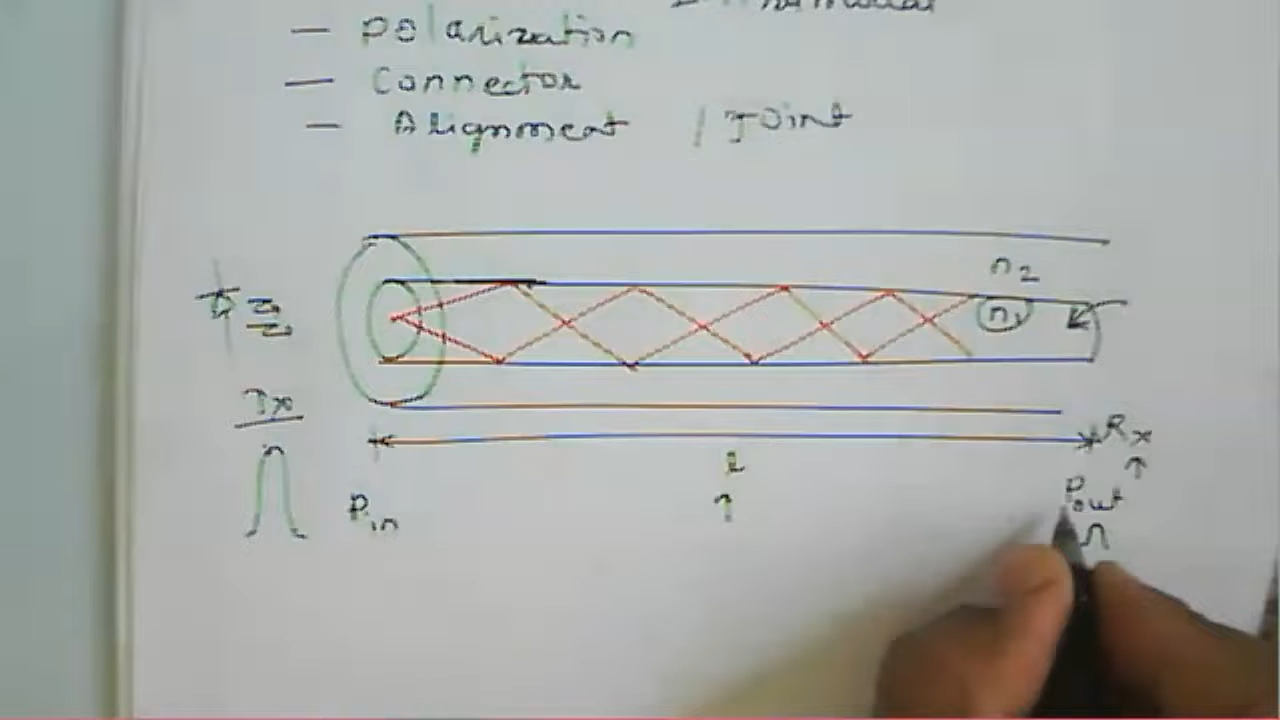 — Polarization
— Connector
— Alignment / Joint
n2
n1
Tx
Rx
l
Pin
Pout